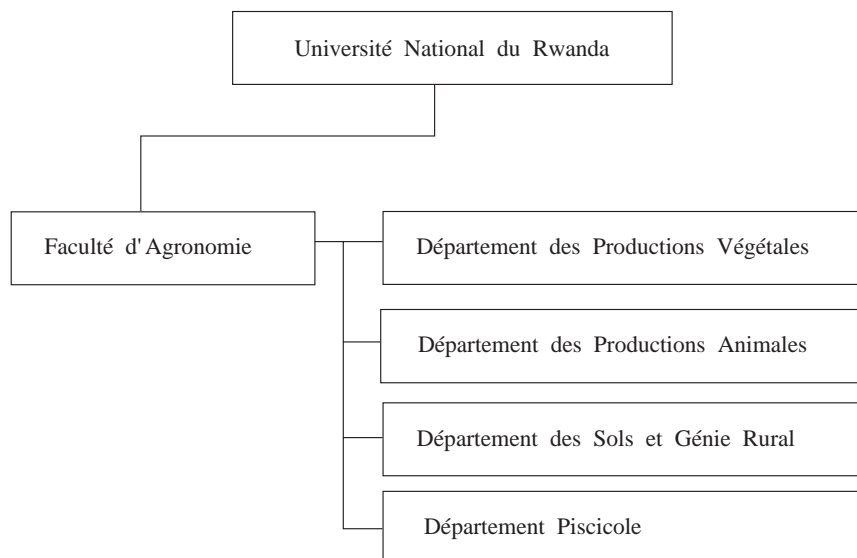 Université National du Rwanda
Faculté d'Agronomie
Département des Productions Végétales
Département des Productions Animales
Département des Sols et Génie Rural
Département Piscicole